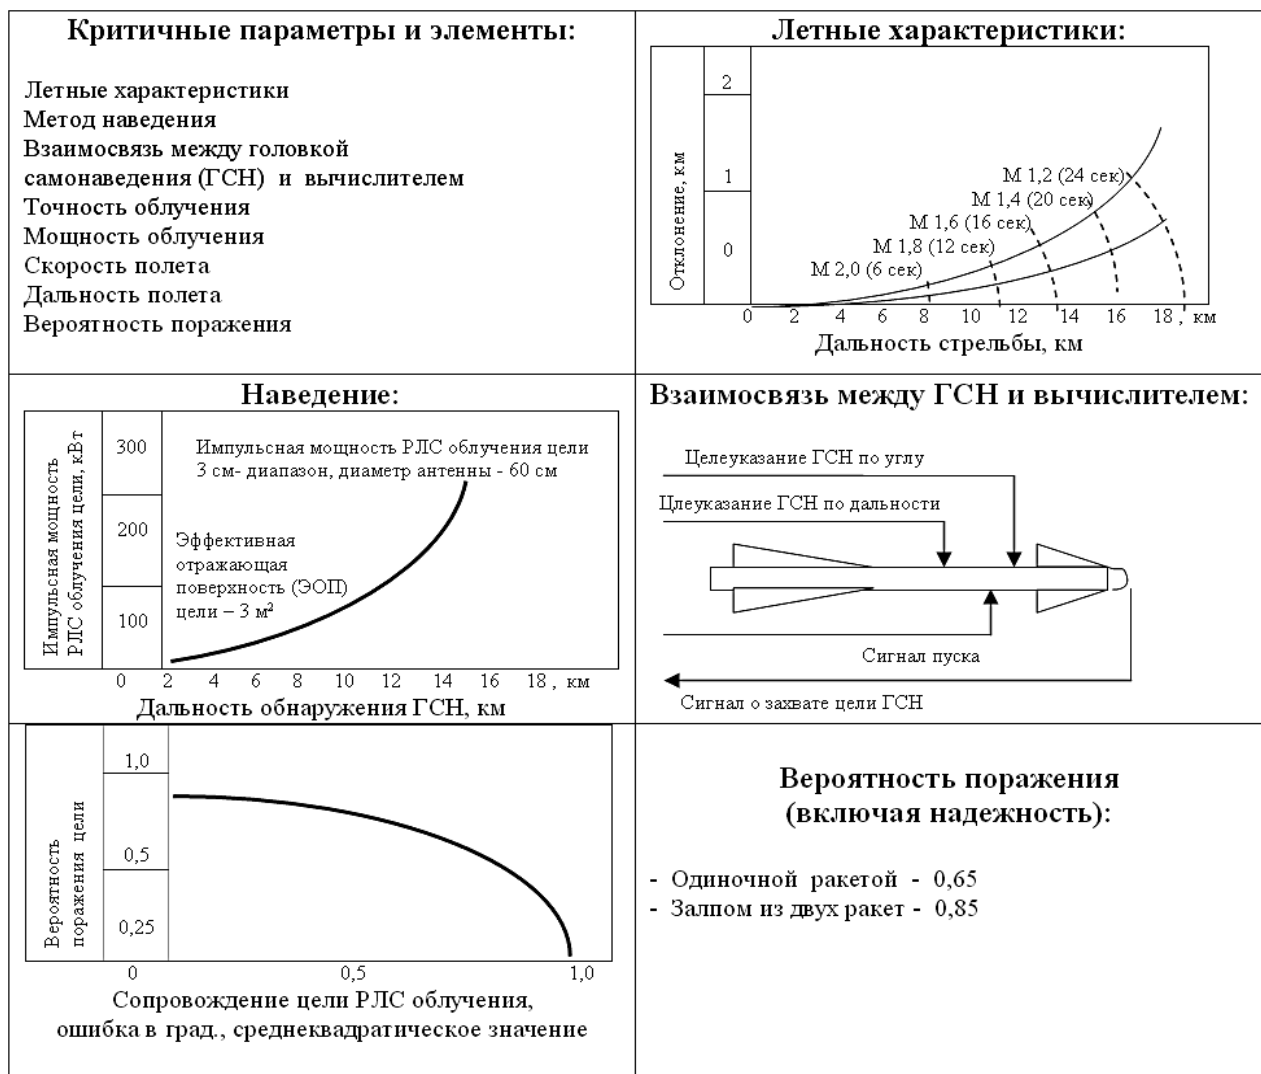 Критичные параметры и элементы:
Летные характеристики
Метод наведения
Взаимосвязь между головкой
самонаведения (ГСН) и вычислителем
Точность облучения
Мощность облучения
Скорость полета
Дальность полета
Вероятность поражения
Летные характеристики:
Отклонение, км
2
1
0
М 1,2 (24 сек)
М 1,4 (20 сек)
М 1,6 (16 сек)
М 1,8 (12 сек)
М 2,0 (6 сек)
0 2 4 6 8 10 12 14 16 18 , км
Дальность стрельбы, км
Наведение:
Импульсная мощность
РЛС облучения цели, кВт
300
200
100
Импульсная мощность РЛС облучения цели
3 см- диапазон, диаметр антенны - 60 см
Эффективная
отражающая
поверхность (ЭОП)
цели – 3 м²
0 2 4 6 8 10 12 14 16 18 , км
Дальность обнаружения ГСН, км
Взаимосвязь между ГСН и вычислителем:
Целеуказание ГСН по углу
Цлеуказание ГСН по дальности
Сигнал пуска
Сигнал о захвате цели ГСН
Вероятность
поражения цели
1,0
0,5
0,25
0 0,5 1,0
Сопровождение цели РЛС облучения,
ошибка в град., среднеквадратическое значение
Вероятность поражения
(включая надежность):
- Одиночной ракетой - 0,65
- Залпом из двух ракет - 0,85